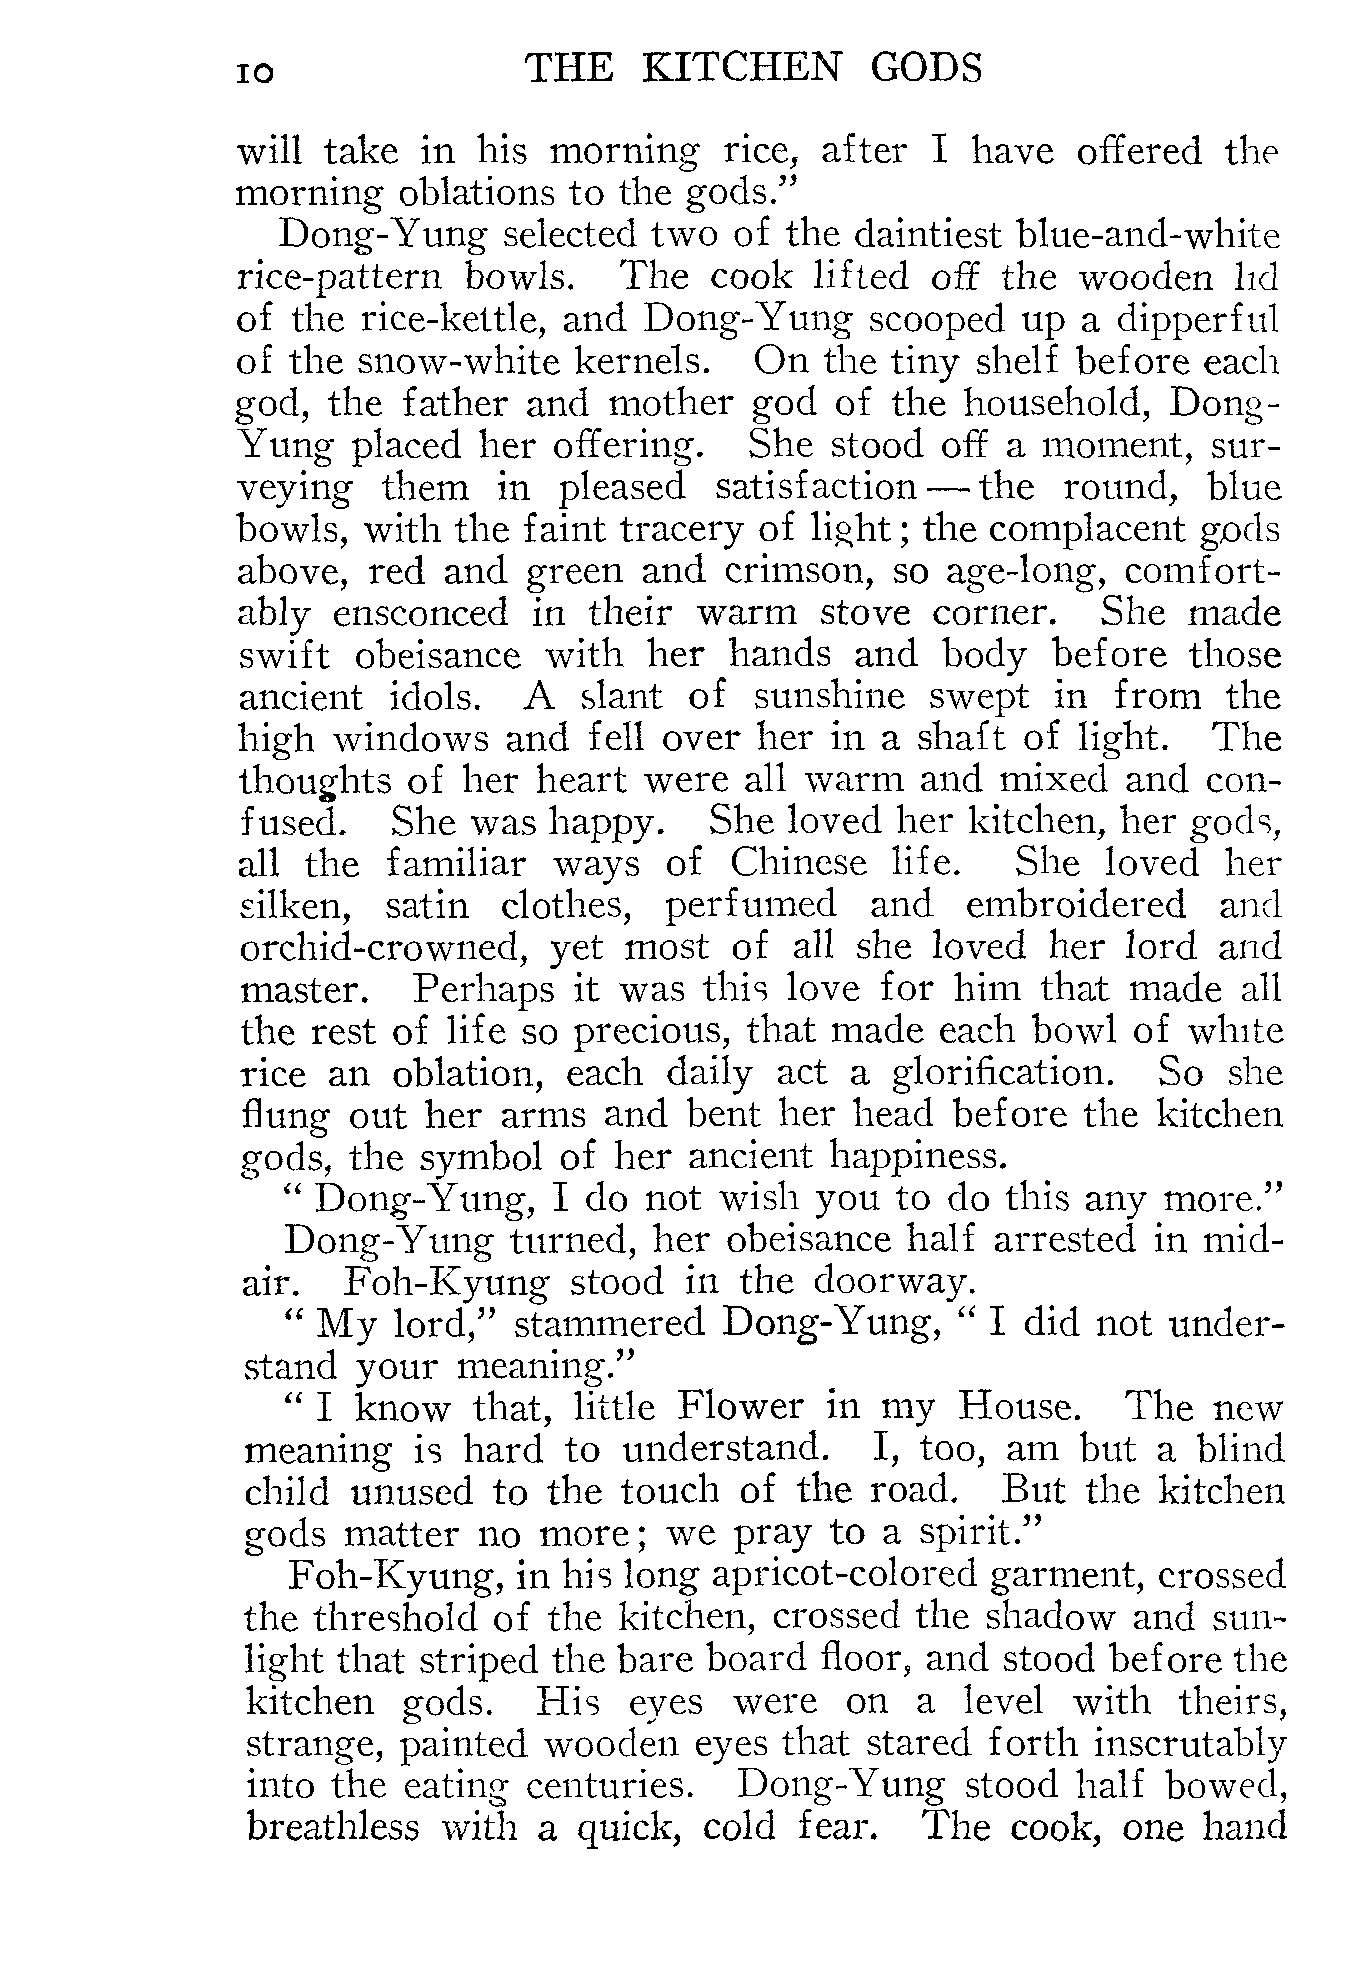 10 THE KITCHEN GODS
will take in his morning rice, after I have offered the
morning oblations to the gods.”
Dong-Yung selected two of the daintiest blue-and-white
rice-pattern bowls. The cook lifted off the wooden lid
of the rice-kettle, and Dong-Yung scooped up a dipperful
of the snow-white kernels. On the tiny shelf before each
god, the father and mother god of the household, Dong-
Yung placed her offering. She stood off a moment, sur-
veying them in pleased satisfaction — the round, blue
bowls, with the faint tracery of light; the complacent gods
above, red and green and crimson, so age-long, comfort-
ably ensconced in their warm stove corner. She made
swift obeisance with her hands and body before those
ancient idols. A slant of sunshine swept in from the
high windows and fell over her in a shaft of light. The
thoughts of her heart were all warm and mixed and con-
fused. She was happy. She loved her kitchen, her gods,
all the familiar ways of Chinese life. She loved her
silken, satin clothes, perfumed and embroidered and
orchid-crowned, yet most of all she loved her lord and
master. Perhaps it was this love for him that made all
the rest of life so precious, that made each bowl of white
rice an oblation, each daily act a glorification. So she
flung out her arms and bent her head before the kitchen
gods, the symbol of her ancient happiness.
“ Dong-Yung, I do not wish you to do this any more.”
Dong-Yung turned, her obeisance half arrested in mid-
air. Foh-Kyung stood in the doorway.
“ My lord,” stammered Dong-Yung, “ I did not under-
stand your meaning.”
“ I know that, little Flower in my House. The new
meaning is hard to understand. I, too, am but a blind
child unused to the touch of the road. But the kitchen
gods matter no more; we pray to a spirit.”
Foh-Kyung, in his long apricot-colored garment, crossed
the threshold of the kitchen, crossed the shadow and sun-
light that striped the bare board floor, and stood before the
kitchen gods. His eyes were on a level with theirs,
strange, painted wooden eyes that stared forth inscrutably
into the eating centuries. Dong-Yung stood half bowed,
breathless with a quick, cold fear. The cook, one hand